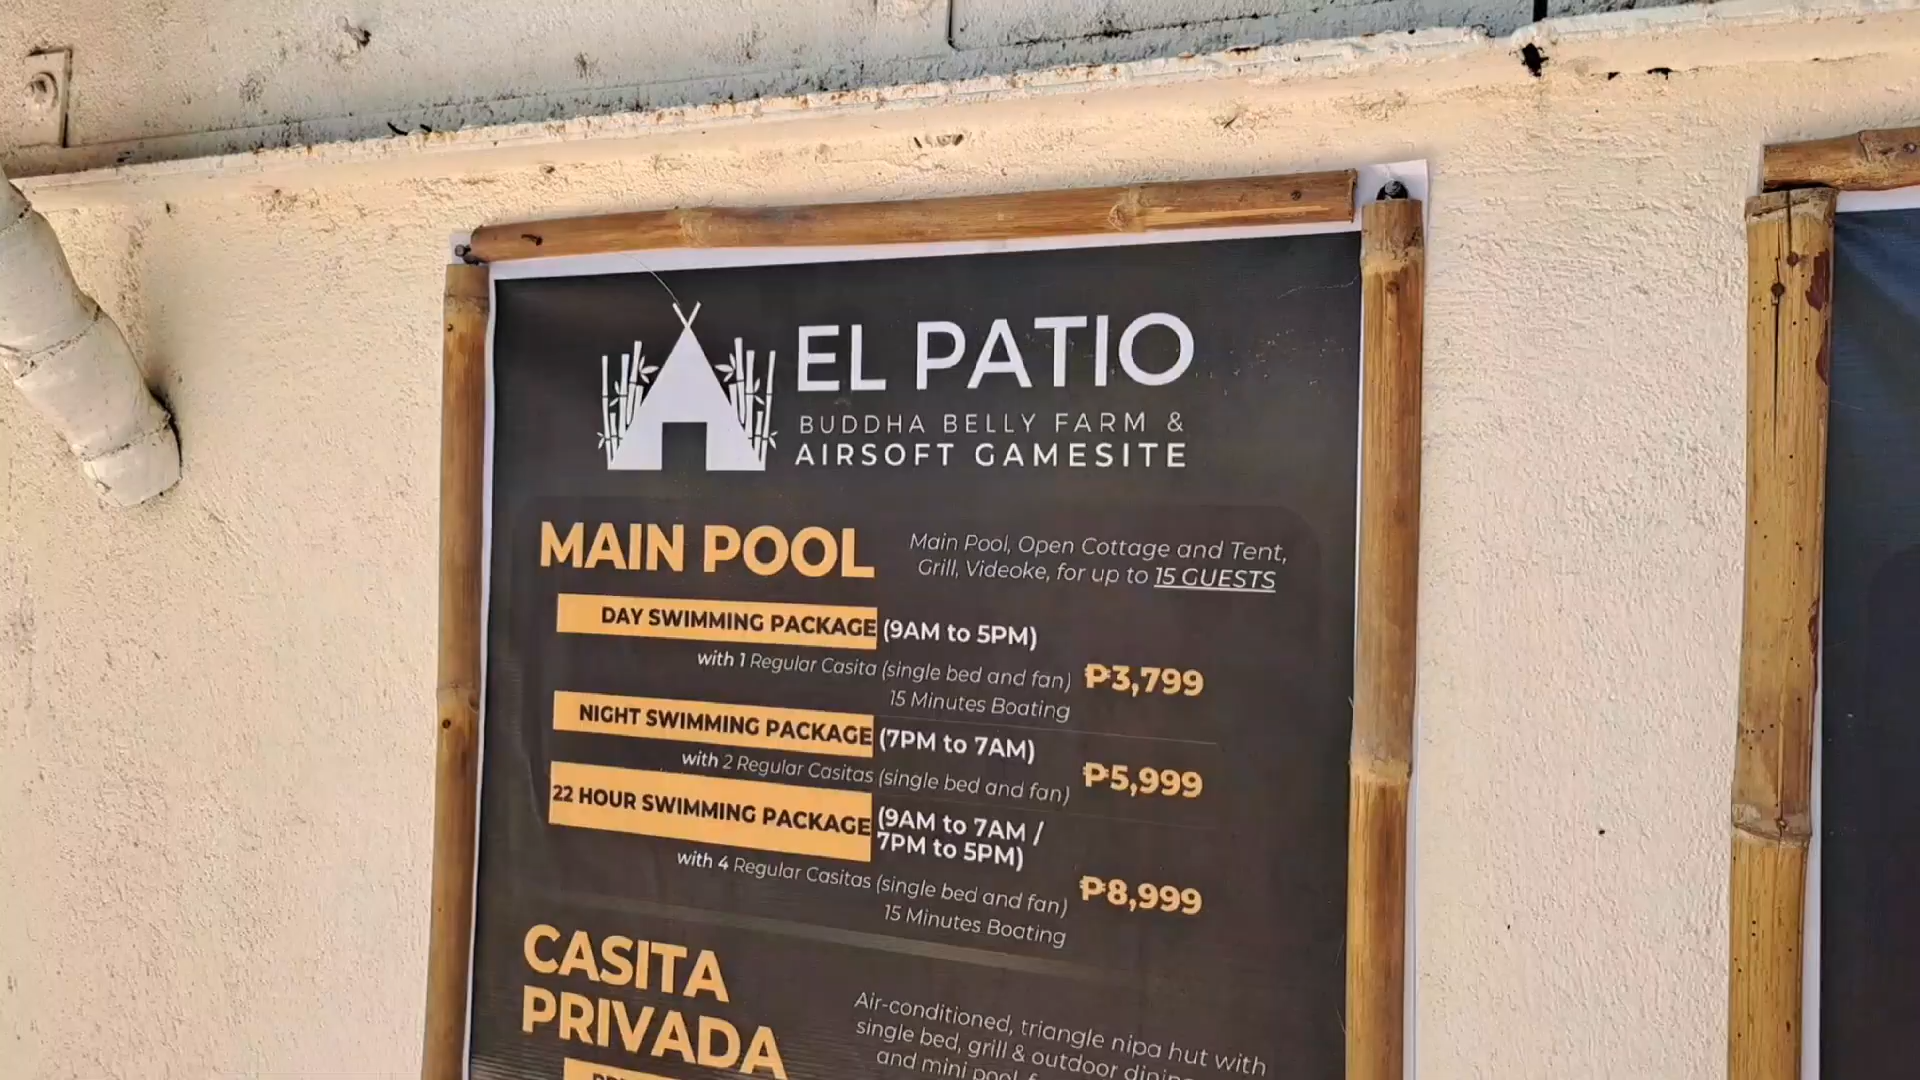 EL PATIO
BUDDHA BELLY FARM &
AIRSOFT GAMESITE
MAIN POOL
Main Pool, Open Cottage and Tent,
Grill, Videoke, for up to 15 GUESTS
DAY SWIMMING PACKAGE (9AM to 5PM)
with 1 Regular Casita (single bed and fan) ₱3,799
15 Minutes Boating
NIGHT SWIMMING PACKAGE (7PM to 7AM)
with 2 Regular Casitas (single bed and fan) ₱5,999
22 HOUR SWIMMING PACKAGE (9AM to 7AM /
7PM to 5PM)
with 4 Regular Casitas (single bed and fan) ₱8,999
15 Minutes Boating
CASITA
PRIVADA
Air-conditioned, triangle nipa hut with
single bed, grill & outdoor
and mini pool,